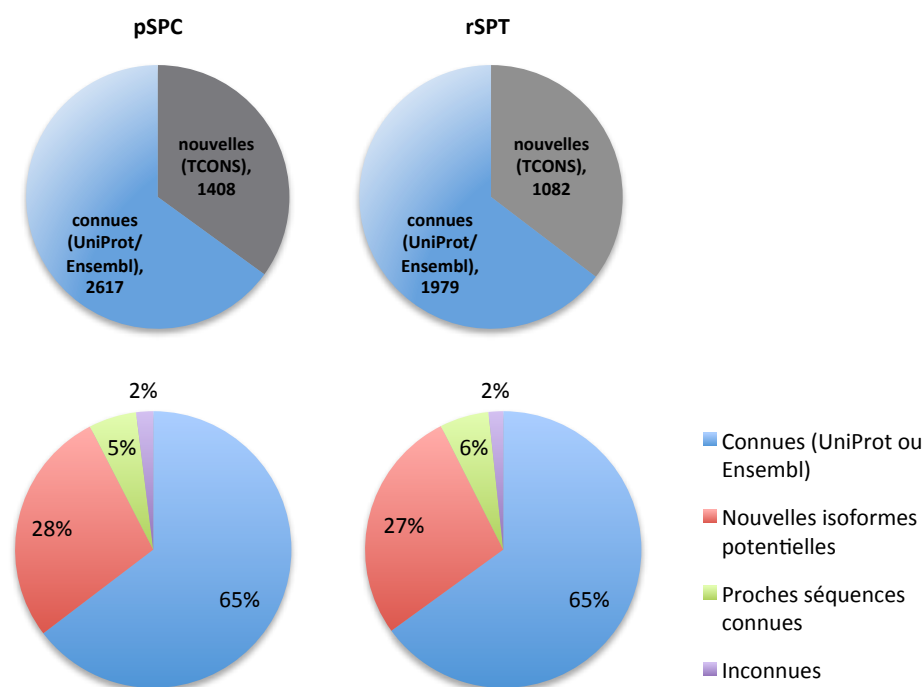 pSPC
rSPT
nouvelles
(TCONS),
1408
connues
(UniProt/
Ensembl),
2617
nouvelles
(TCONS),
1082
connues
(UniProt/
Ensembl),
1979
2%
5%
28%
65%
2%
6%
27%
65%
Connues (UniProt ou
Ensembl)
Nouvelles isoformes
potentielles
Proches séquences
connues
Inconnues